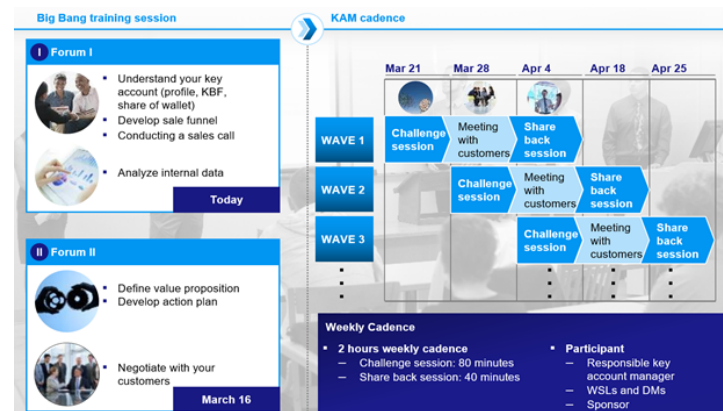 Big Bang training session
I Forum I
▪ Understand your key
account (profile, KBF,
share of wallet)
▪ Develop sale funnel
▪ Conducting a sales call
▪ Analyze internal data
Today
II Forum II
▪ Define value proposition
▪ Develop action plan
▪ Negotiate with your
customers
March 16
KAM cadence
Mar 21 Mar 28 Apr 4 Apr 18 Apr 25
WAVE 1
Challenge
session
Meeting
with
customers
Share
back
session
WAVE 2
Challenge
session
Meeting
with
customers
Share
back
session
WAVE 3
Challenge
session
Meeting
with
customers
Share
back
session
Weekly Cadence
▪ 2 hours weekly cadence
– Challenge session: 80 minutes
– Share back session: 40 minutes
▪ Participant
– Responsible key
account manager
– WSLs and DMs
– Sponsor